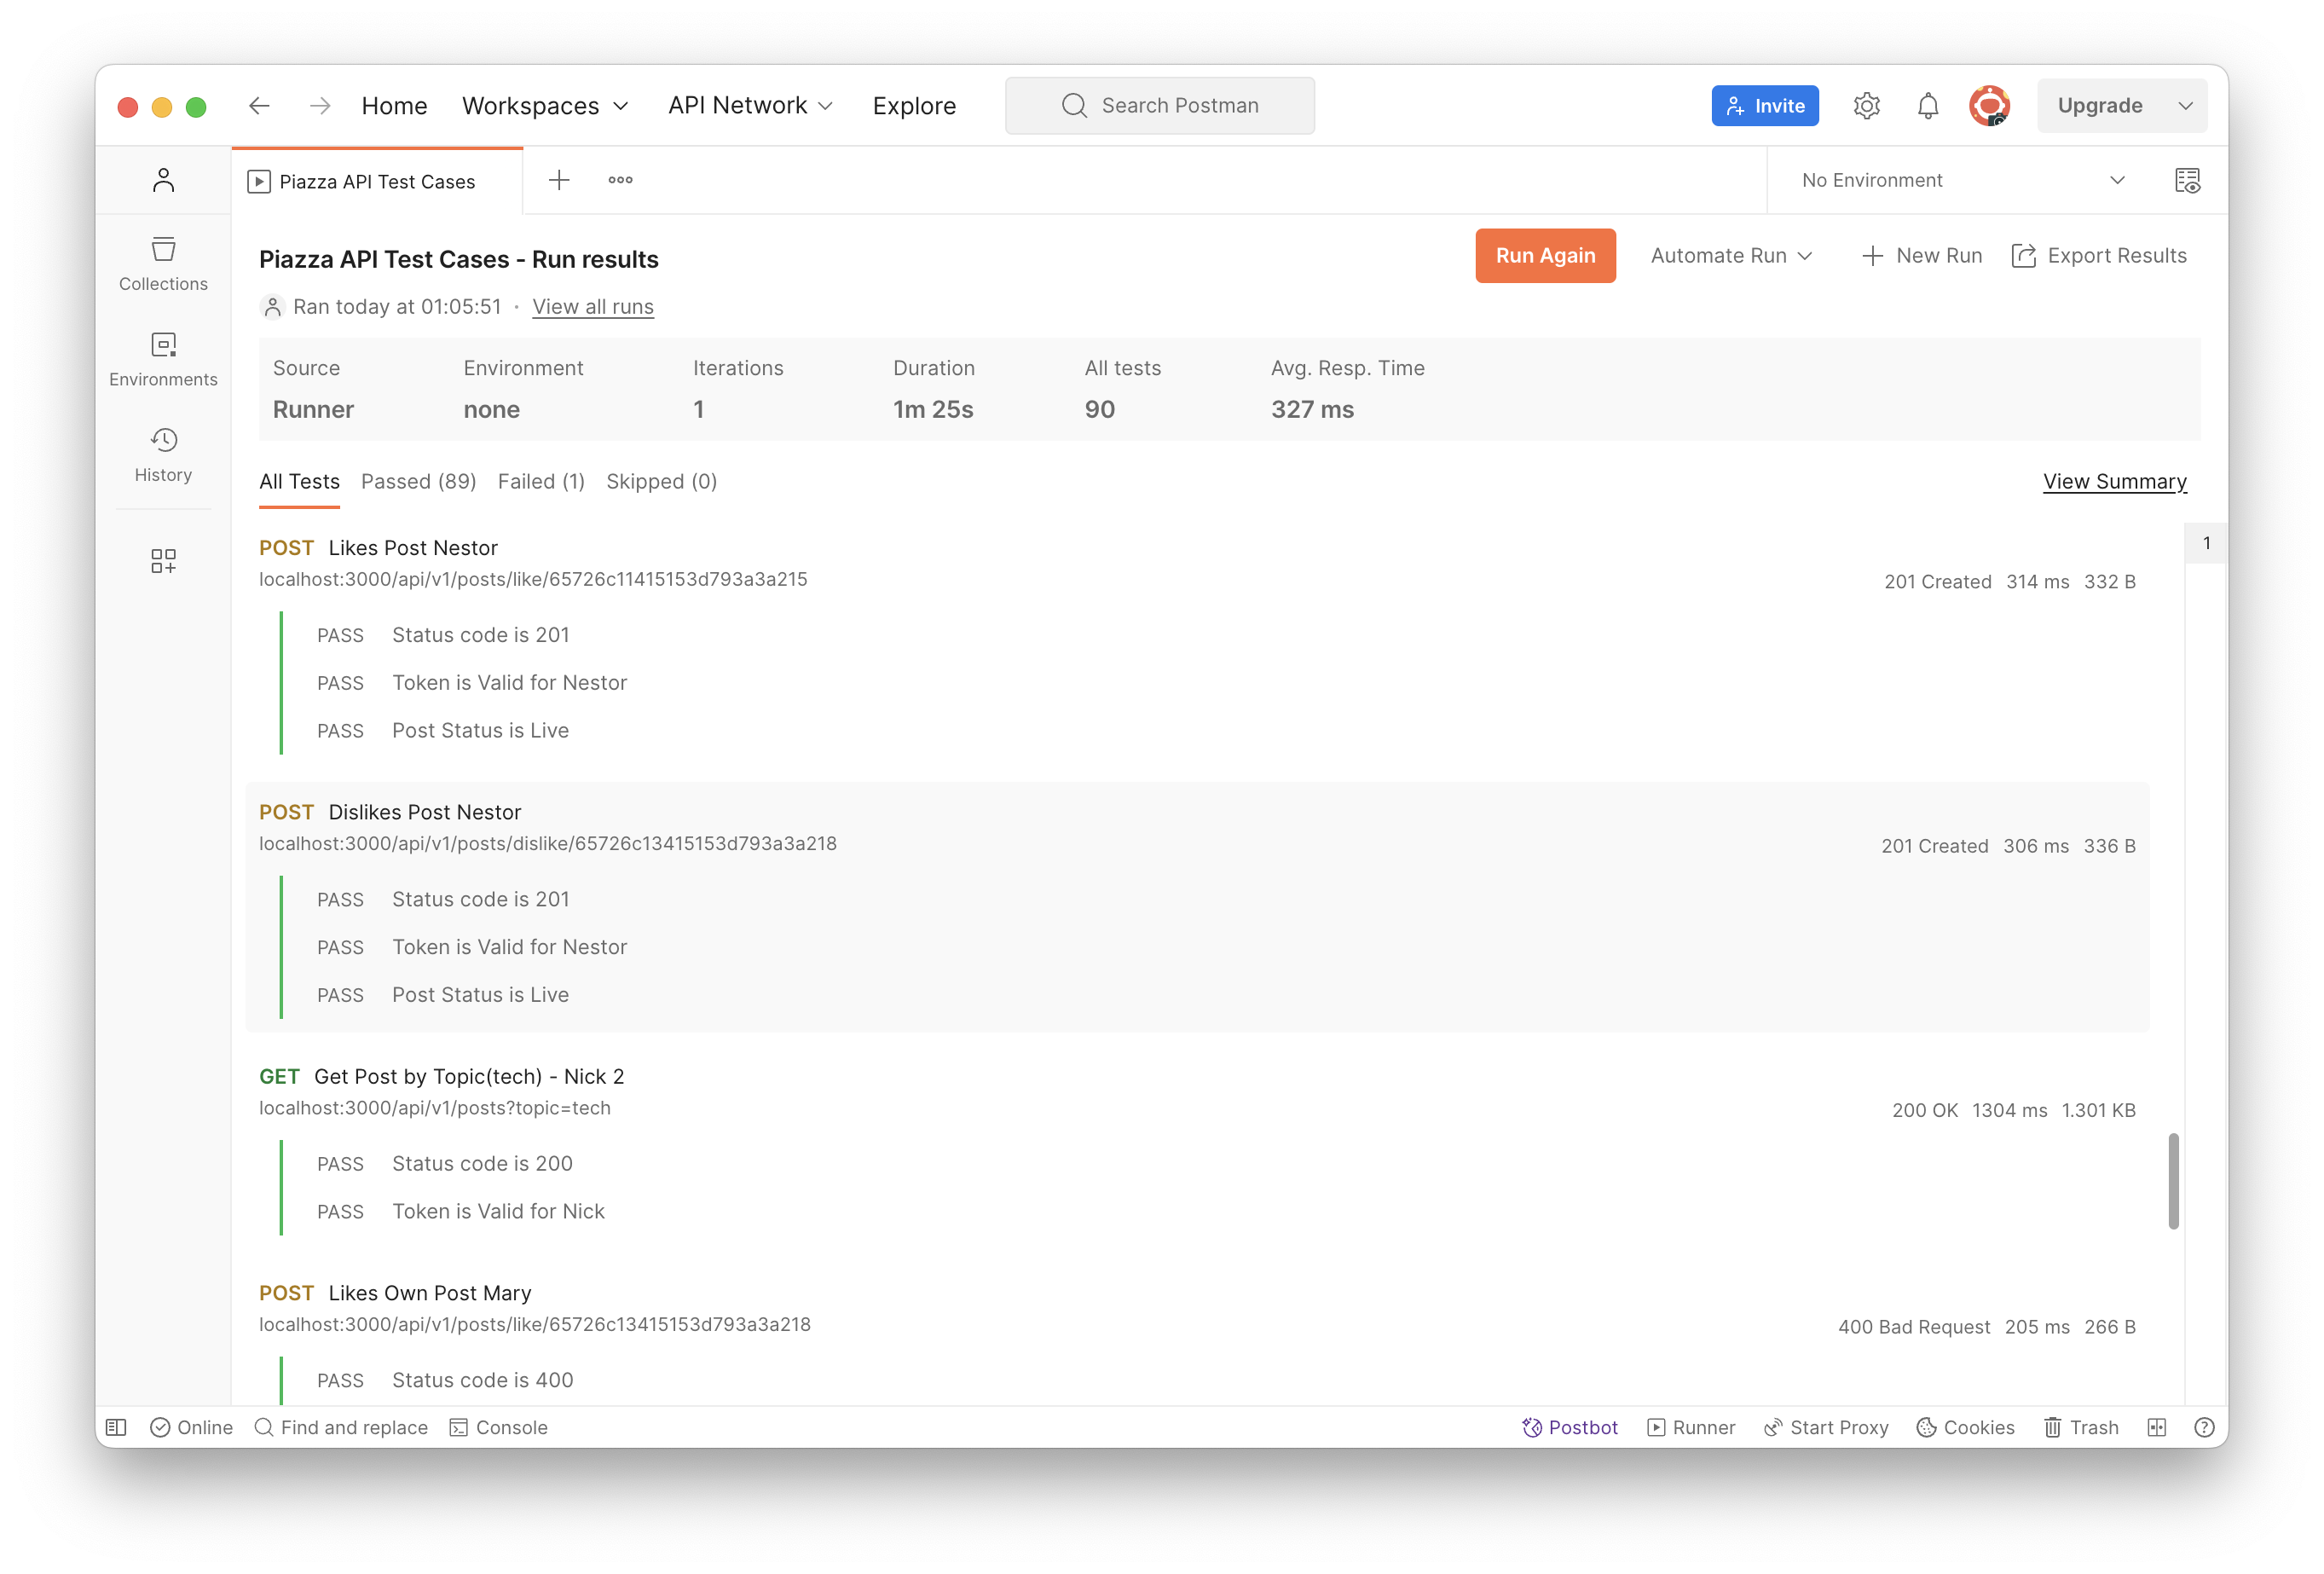 Home Workspaces API Network Explore Search Postman Invite Upgrade
Piazza API Test Cases No Environment
Collections
Environments
History
Piazza API Test Cases - Run results Run Again Automate Run New Run Export Results
Ran today at 01:05:51 · View all runs
Source Environment Iterations Duration All tests Avg. Resp. Time
Runner none 1 1m 25s 90 327 ms
All Tests Passed (89) Failed (1) Skipped (0) View Summary
POST Likes Post Nestor 1
localhost:3000/api/v1/posts/like/65726c11415153d793a3a215 201 Created 314 ms 332 B
PASS Status code is 201
PASS Token is Valid for Nestor
PASS Post Status is Live
POST Dislikes Post Nestor
localhost:3000/api/v1/posts/dislike/65726c13415153d793a3a218 201 Created 306 ms 336 B
PASS Status code is 201
PASS Token is Valid for Nestor
PASS Post Status is Live
GET Get Post by Topic(tech) - Nick 2
localhost:3000/api/v1/posts?topic=tech 200 OK 1304 ms 1.301 KB
PASS Status code is 200
PASS Token is Valid for Nick
POST Likes Own Post Mary
localhost:3000/api/v1/posts/like/65726c13415153d793a3a218 400 Bad Request 205 ms 266 B
PASS Status code is 400
Online Find and replace Console Postbot Runner Start Proxy Cookies Trash